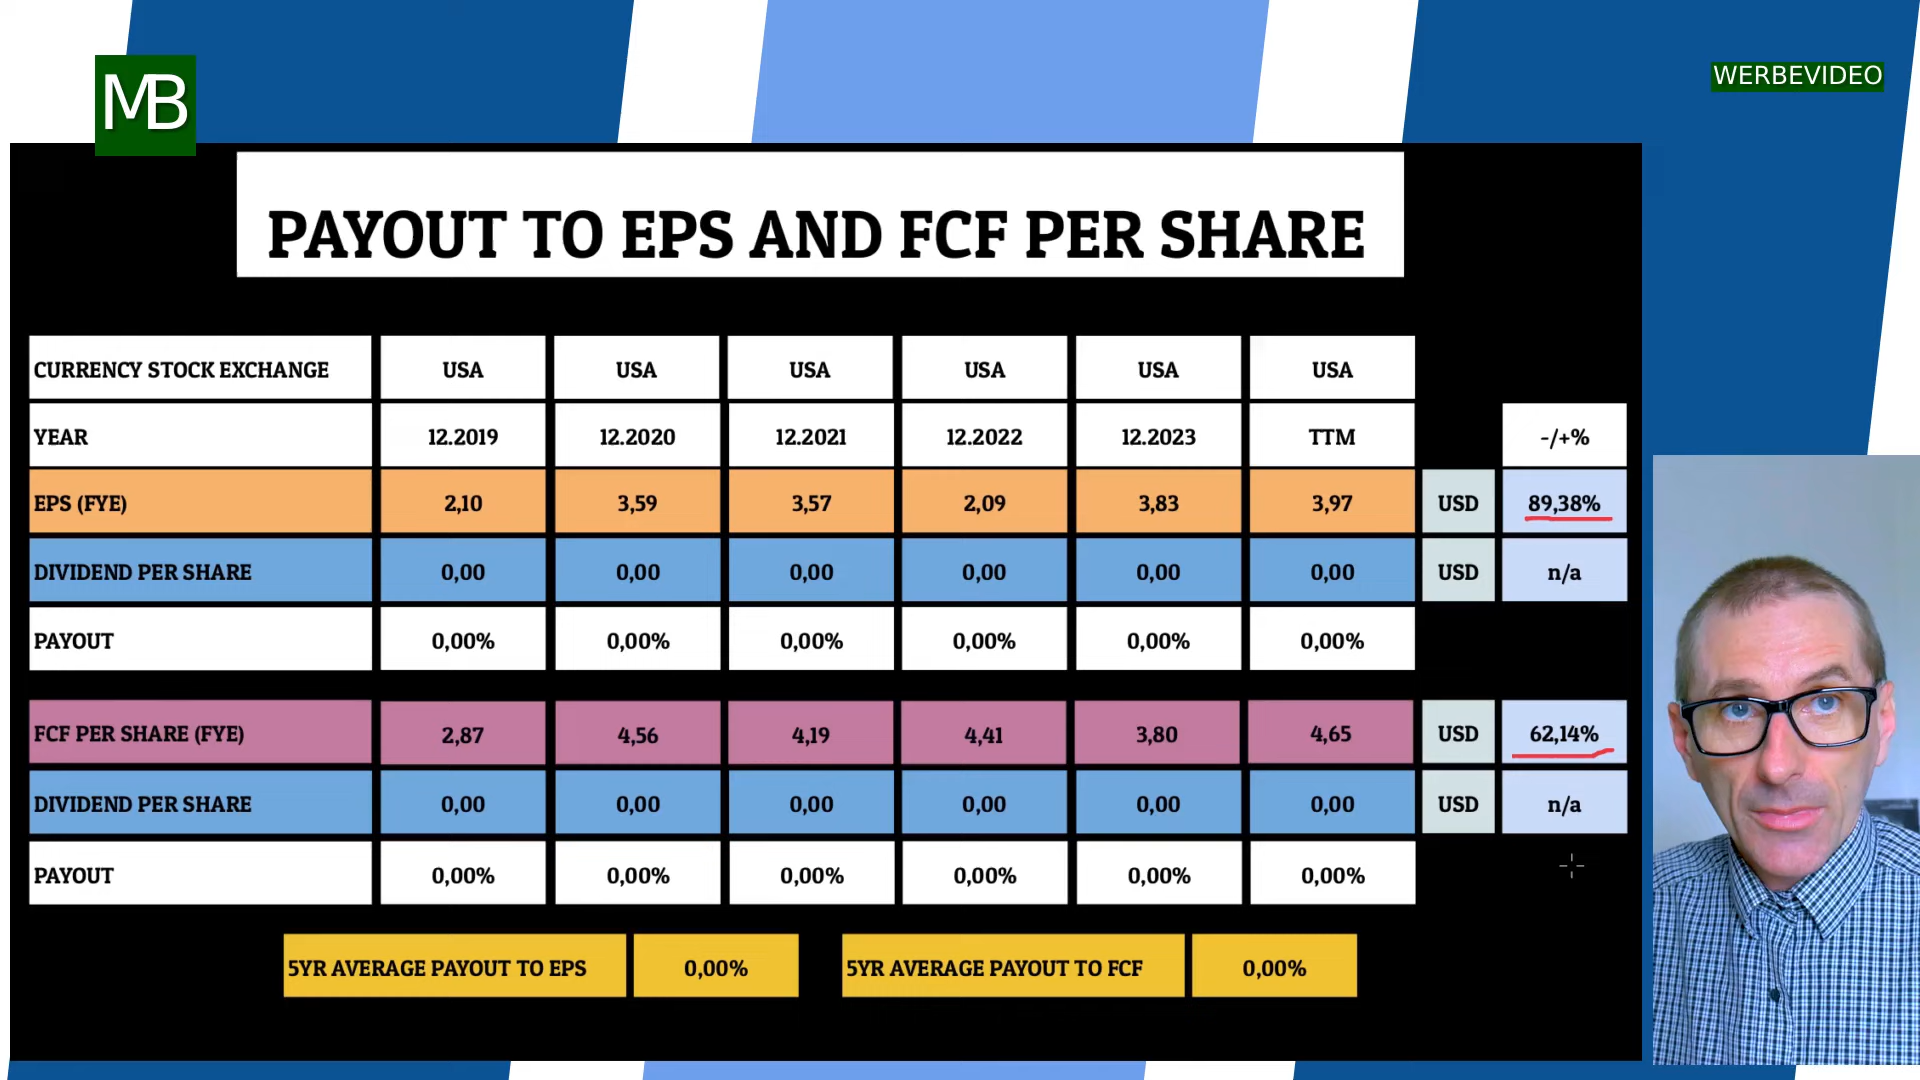 MB
WERBEVIDEO
PAYOUT TO EPS AND FCF PER SHARE
CURRENCY STOCK EXCHANGE USA USA USA USA USA USA
YEAR 12.2019 12.2020 12.2021 12.2022 12.2023 TTM -/+%
EPS (FYE) 2,10 3,59 3,57 2,09 3,83 3,97 USD 89,38%
DIVIDEND PER SHARE 0,00 0,00 0,00 0,00 0,00 0,00 USD n/a
PAYOUT 0,00% 0,00% 0,00% 0,00% 0,00% 0,00%
FCF PER SHARE (FYE) 2,87 4,56 4,19 4,41 3,80 4,65 USD 62,14%
DIVIDEND PER SHARE 0,00 0,00 0,00 0,00 0,00 0,00 USD n/a
PAYOUT 0,00% 0,00% 0,00% 0,00% 0,00% 0,00%
5YR AVERAGE PAYOUT TO EPS 0,00% 5YR AVERAGE PAYOUT TO FCF 0,00%